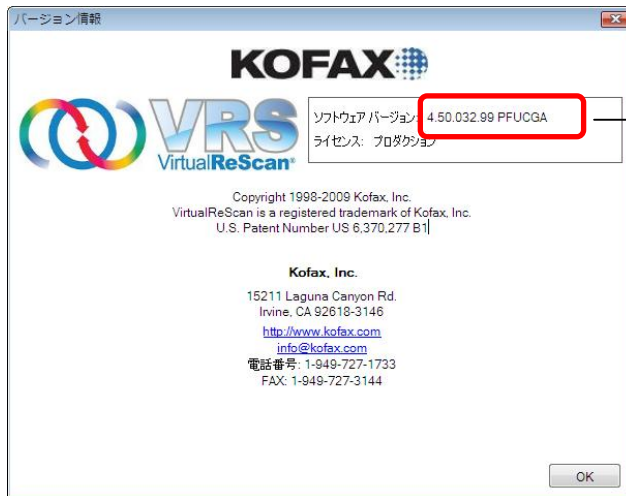 バージョン情報
KOFAX
VRS
VirtualReScan®
ソフトウェア バージョン: 4.50.032.99 PFUCGA
ライセンス: プロダクション
Copyright 1998-2009 Kofax, Inc.
VirtualReScan is a registered trademark of Kofax, Inc.
U.S. Patent Number US 6,370,277 B1
Kofax, Inc.
15211 Laguna Canyon Rd.
Irvine, CA 92618-3146
http://www.kofax.com
info@kofax.com
電話番号: 1-949-727-1733
FAX: 1-949-727-3144
OK